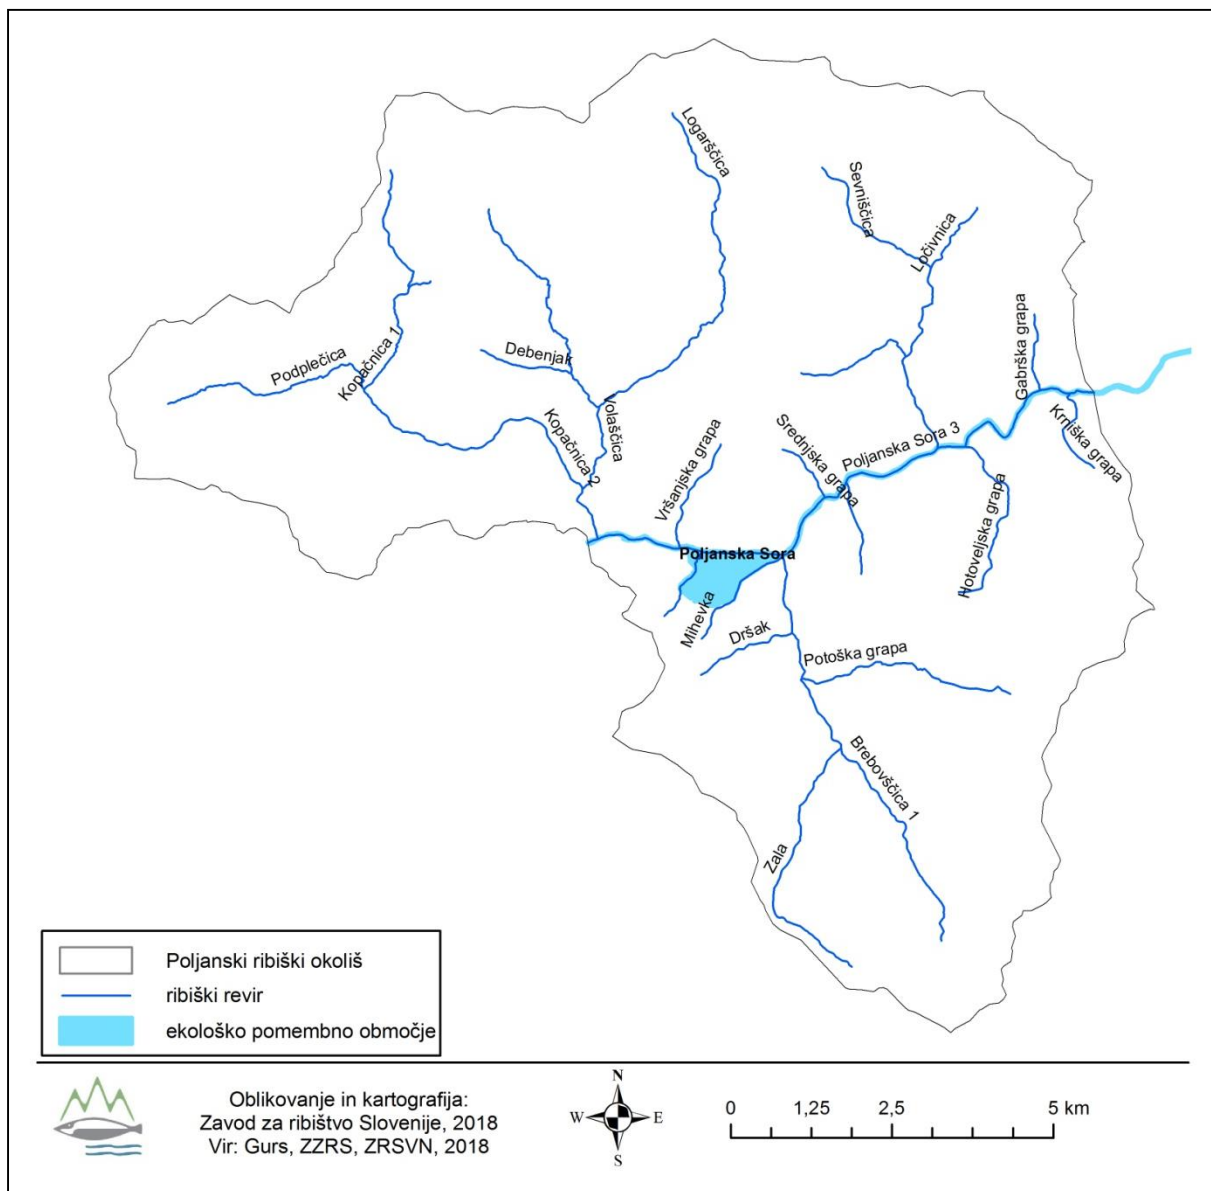 Logarščica
Sevniščica
Ločivnica
Gabrška grapa
Podplečica
Kopačnica 1
Debenjak
Volaščica
Kopačnica 2
Vršanjska grapa
Srednjska grapa
Poljanska Sora 3
Krniška grapa
Hotoveljska grapa
Poljanska Sora
Mihevka
Dršak
Potoška grapa
Brebovščica 1
Zala
Poljanski ribiški okoliš
ribiški revir
ekološko pomembno območje
Oblikovanje in kartografija:
Zavod za ribištvo Slovenije, 2018
Vir: Gurs, ZZRS, ZRSVN, 2018
N
W E
S
0 1,25 2,5 5 km